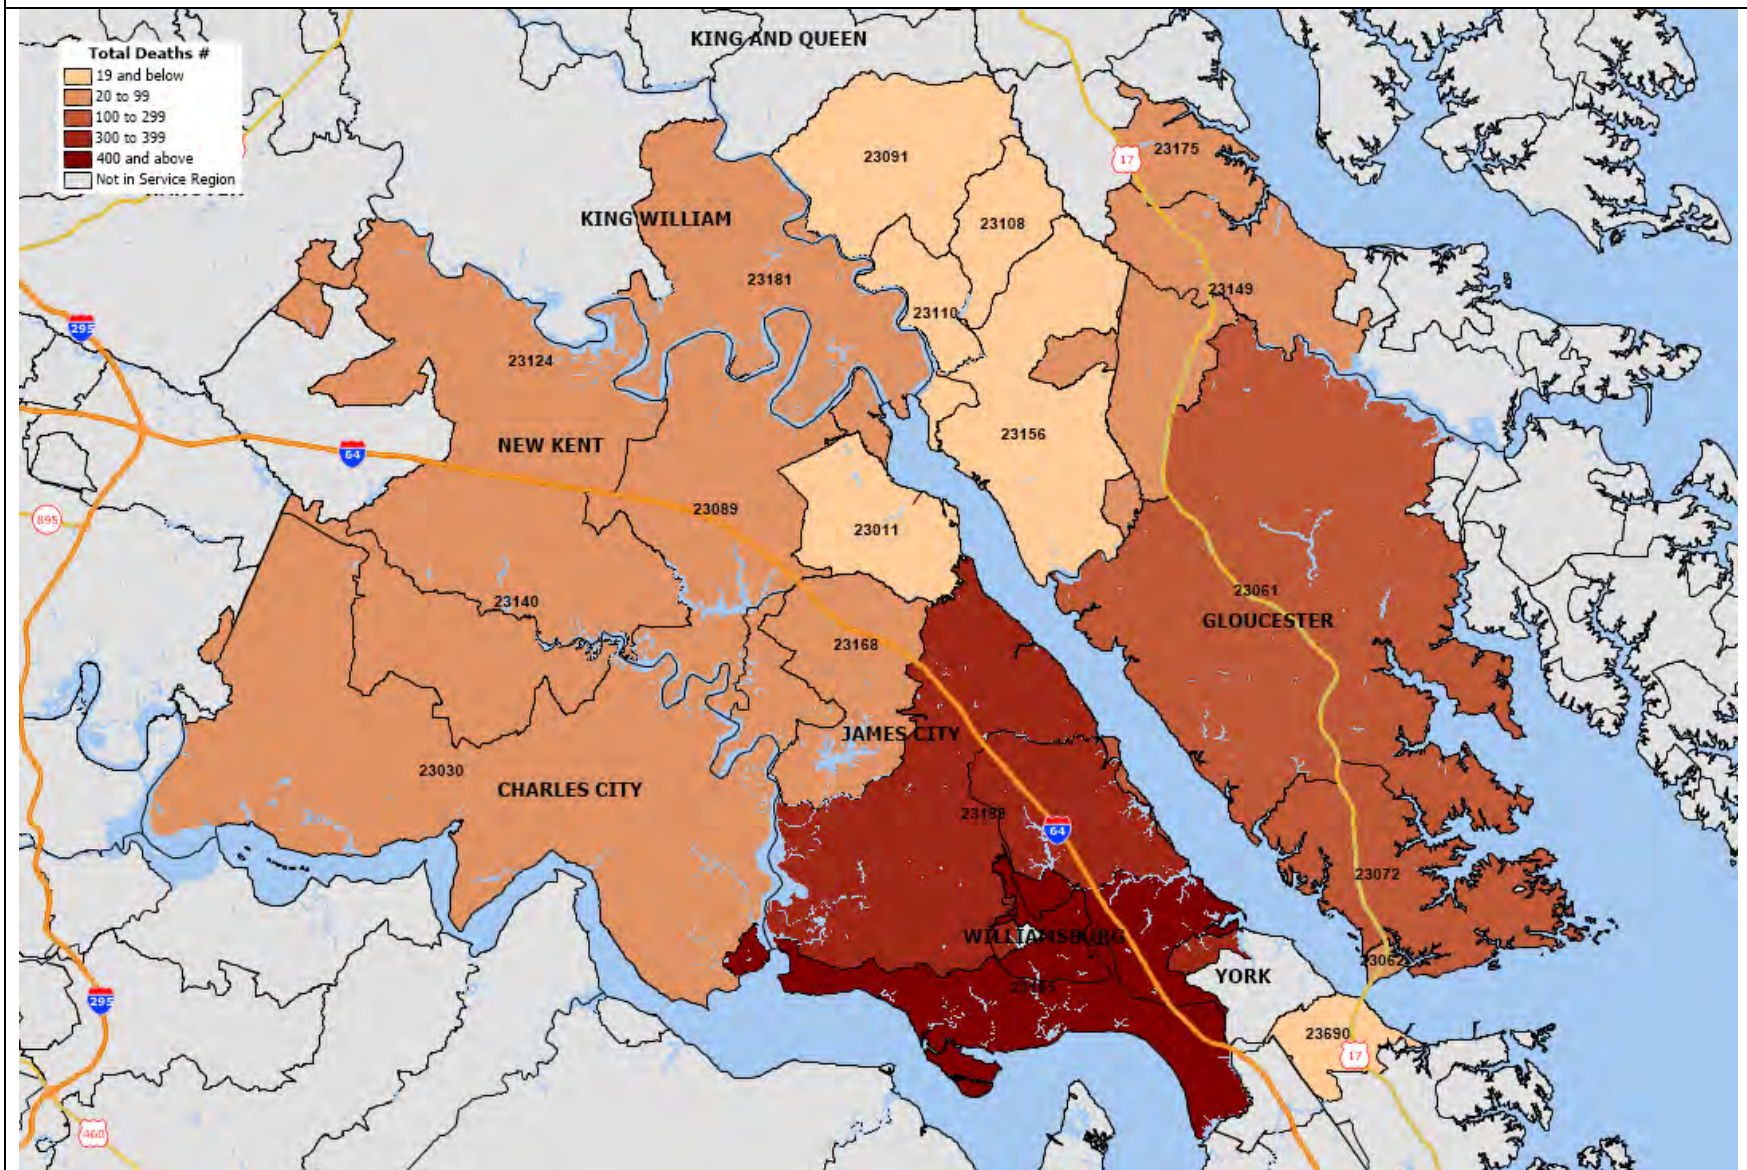 Total Deaths #
19 and below
20 to 99
100 to 299
300 to 399
400 and above
Not in Service Region
KING AND QUEEN
23091
23175
17
23108
KING WILLIAM
23181
23149
23110
295
23124
23156
NEW KENT
64
23089
23011
895
23061
23140
GLOUCESTER
23168
JAMES CITY
23030
CHARLES CITY
23188
64
23072
WILLIAMSBURG
23062
YORK
23185
295
23690
17
460